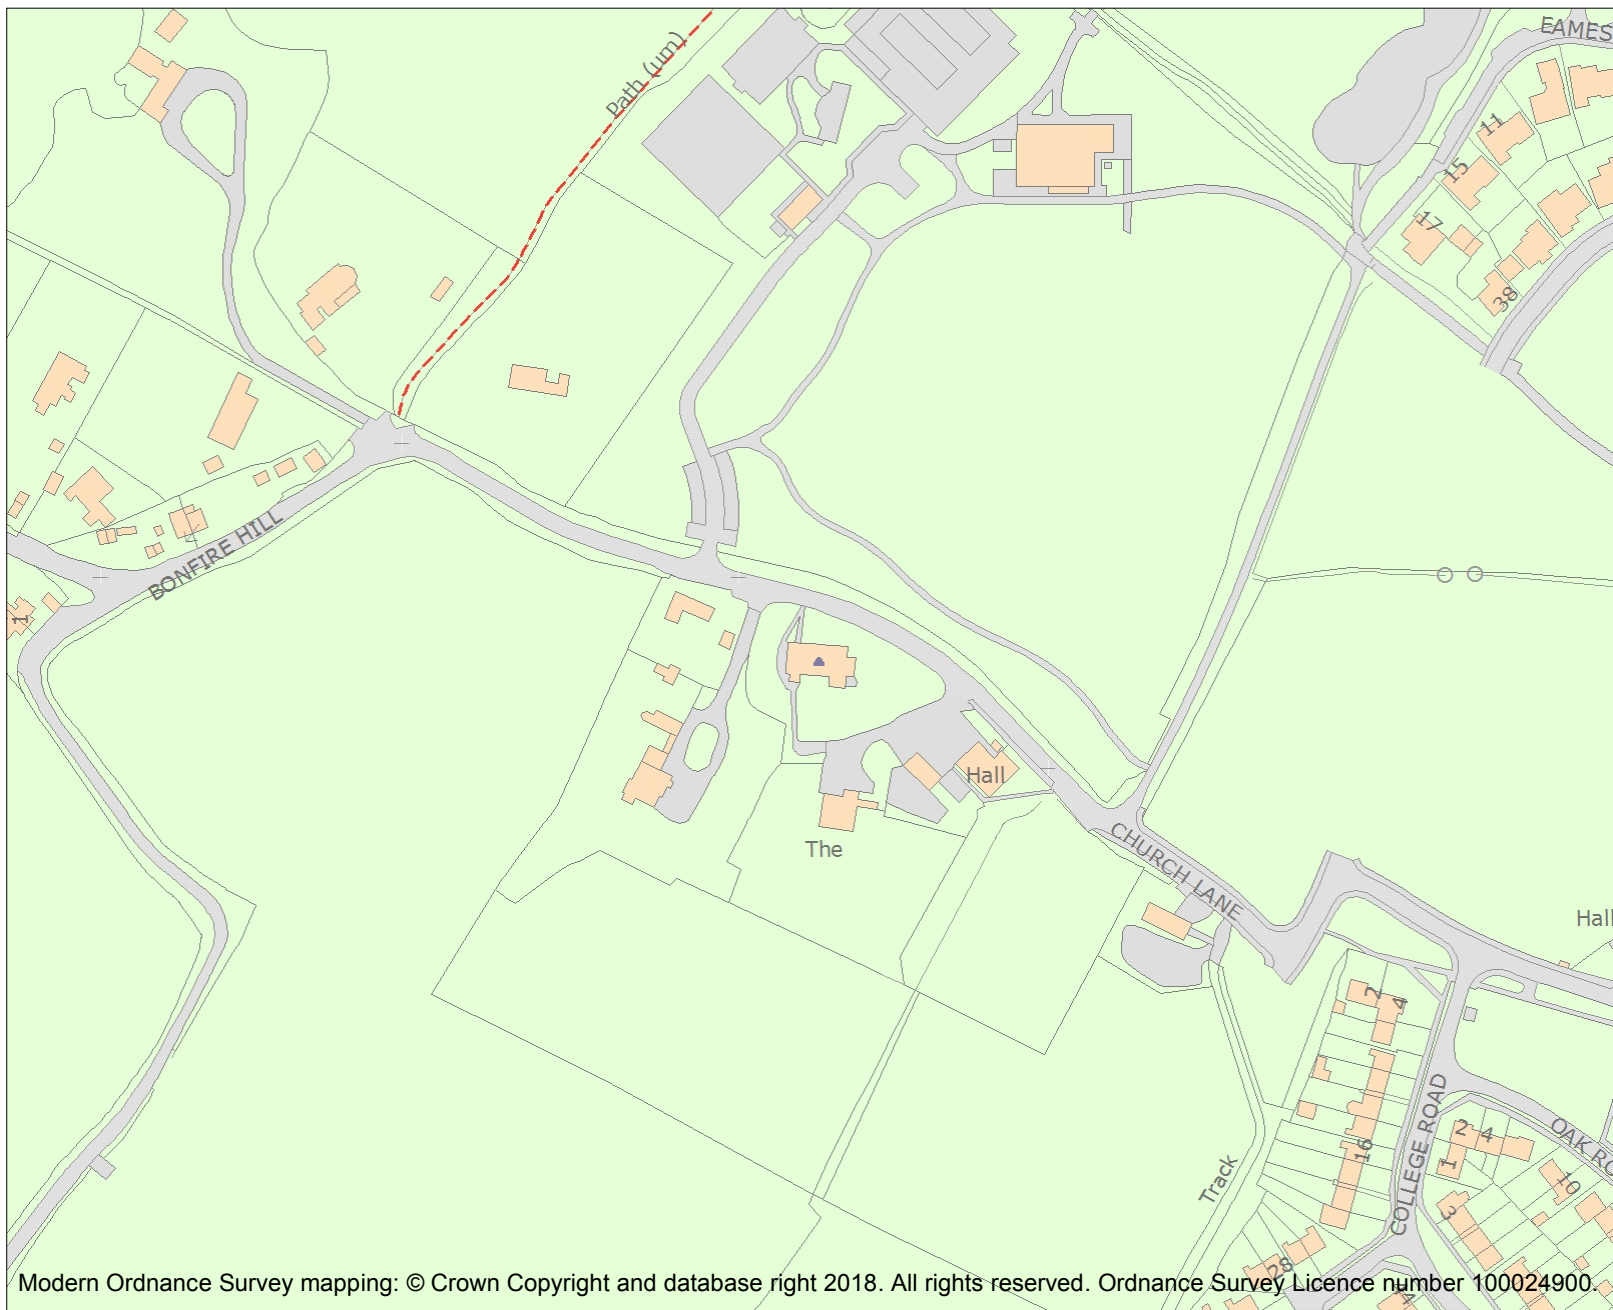 EAMES
Path (um)
11
15
17
38
BONFIRE HILL
1
Hall
The
CHURCH LANE
Hall
2
4
16
COLLEGE ROAD
2
4
1
OAK RO
10
3
Track
28
14
Modern Ordnance Survey mapping: © Crown Copyright and database right 2018. All rights reserved. Ordnance Survey Licence number 100024900.